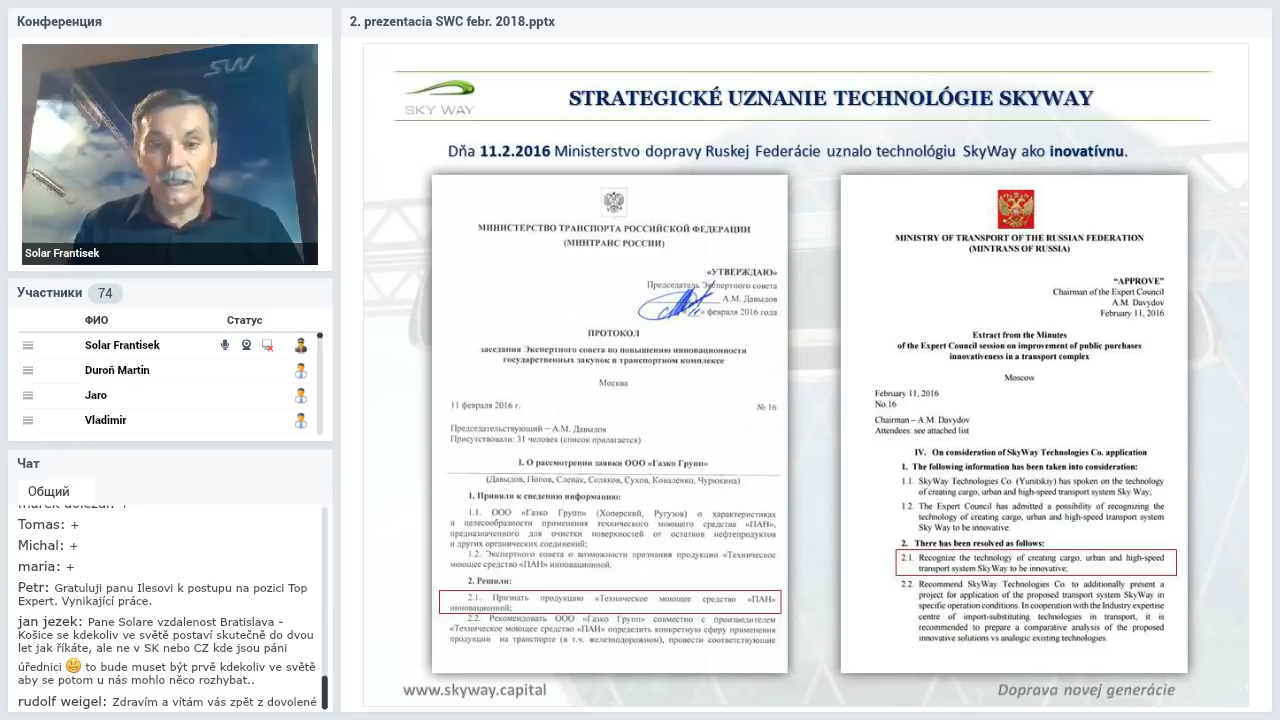 Конференция
SW
Solar Frantisek
Участники 74
ФИО Статус
Solar Frantisek
Duroň Martin
Jaro
Vladimir
Чат
Общий
marek dolezal: +
Tomas: +
Michal: +
maria: +
Petr: Gratuluji panu Ilesovi k postupu na pozici Top
Expert. Vynikající práce.
jan jezek: Pane Solare vzdalenost Bratislava -
Košice se kdekoliv ve světě postaví skutečně do dvou
let jak říkáte, ale ne v SK nebo CZ kde jsou páni
úředníci to bude muset být prvě kdekoliv ve světě
aby se potom u nás mohlo něco rozhybat..
rudolf weigel: Zdravím a vítám vás zpět z dovolené
2. prezentacia SWC febr. 2018.pptx
SKY WAY
STRATEGICKÉ UZNANIE TECHNOLÓGIE SKYWAY
Dňa 11.2.2016 Ministerstvo dopravy Ruskej Federácie uznalo technológiu SkyWay ako inovatívnu.
МИНИСТЕРСТВО ТРАНСПОРТА РОССИЙСКОЙ ФЕДЕРАЦИИ
(МИНТРАНС РОССИИ)
«УТВЕРЖДАЮ»
Председатель Экспертного совета
А.М. Давыдов
» февраля 2016 года
ПРОТОКОЛ
заседания Экспертного совета по повышению инновационности
государственных закупок в транспортном комплексе
Москва
11 февраля 2016 г. № 16
Председательствующий – А.М. Давыдов
Присутствовали: 31 человек (список прилагается)
1. О рассмотрении заявки ООО «Газко Групп»
(Давыдов, Попов, Слепак, Соляков, Сухов, Коваленко, Чурюкина)
1. Приняли к сведению информацию:
1.1. ООО «Газко Групп» (Хоперский, Ругузов) о характеристиках
и целесообразности применения технического моющего средства «ПАН»,
предназначенного для очистки поверхностей от остатков нефтепродуктов
и других органических соединений;
1.2. Экспертного совета о возможности признания продукции «Техническое
моющее средство «ПАН» инновационной.
2. Решили:
2.1. Признать продукцию «Техническое моющее средство «ПАН»
инновационной;
2.2. Рекомендовать ООО «Газко Групп» совместно с производителем
«Техническое моющее средство «ПАН» определить конкретную сферу применения
продукции на транспорте (в т.ч. железнодорожном), провести соответствующие
MINISTRY OF TRANSPORT OF THE RUSSIAN FEDERATION
(MINTRANS OF RUSSIA)
“APPROVE”
Chairman of the Expert Council
A.M. Davydov
February 11, 2016
Extract from the Minutes
of the Expert Council session on improvement of public purchases
innovativeness in a transport complex
Moscow
February 11, 2016
No.16
Chairman – A.M. Davydov
Attendees: see attached list
IV. On consideration of SkyWay Technologies Co. application
1. The following information has been taken into consideration:
1.1. SkyWay Technologies Co. (Yunitskiy) has spoken on the technology
of creating cargo, urban and high-speed transport system Sky Way;
1.2. The Expert Council has admitted a possibility of recognizing the
technology of creating cargo, urban and high-speed transport system
Sky Way to be innovative.
2. There has been resolved as follows:
2.1. Recognize the technology of creating cargo, urban and high-speed
transport system SkyWay to be innovative;
2.2. Recommend SkyWay Technologies Co. to additionally present a
project for application of the proposed transport system SkyWay in
specific operation conditions. In cooperation with the Industry expertise
centre of import-substituting technologies in transport, it is
recommended to prepare a comparative analysis of the proposed
innovative solutions vs analogic existing technologies.
www.skyway.capital
Doprava novej generácie